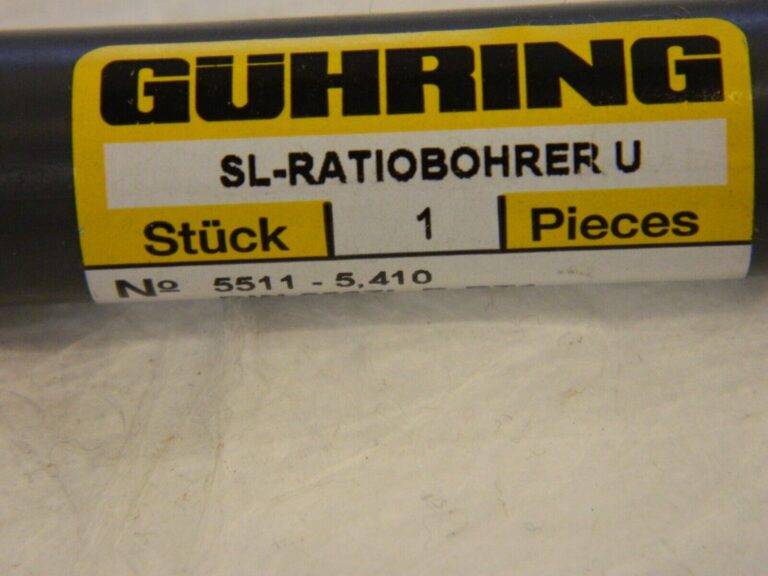 GÜHRING
SL-RATIOBOHRER U
Stück 1 Pieces
Nº 5511 - 5,410